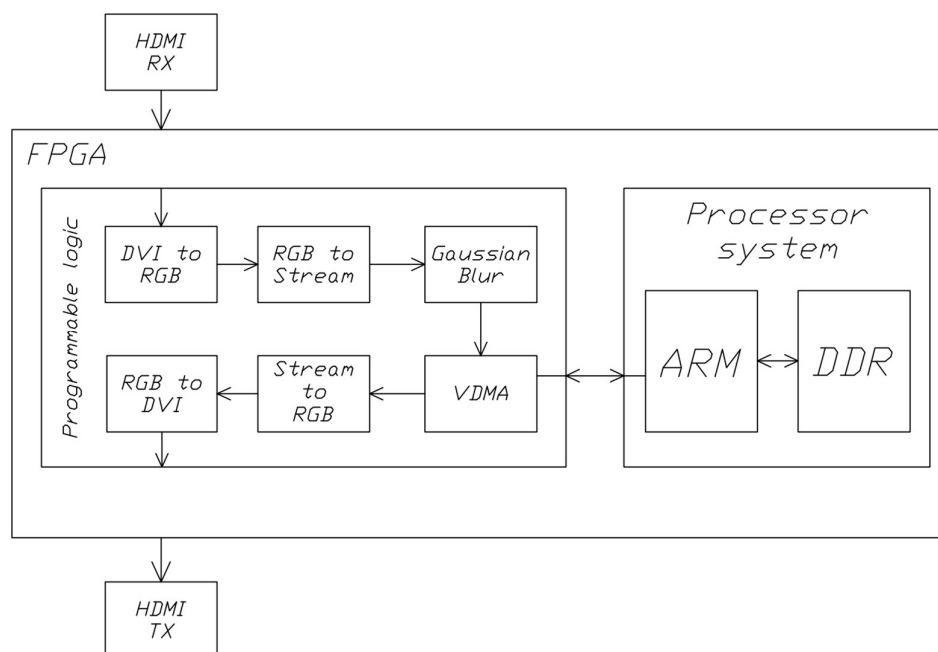 HDMI
RX
FPGA
Programmable logic
DVI to
RGB
RGB to
Stream
Gaussian
Blur
RGB to
DVI
Stream
to
RGB
VDMA
Processor
system
ARM
DDR
HDMI
TX